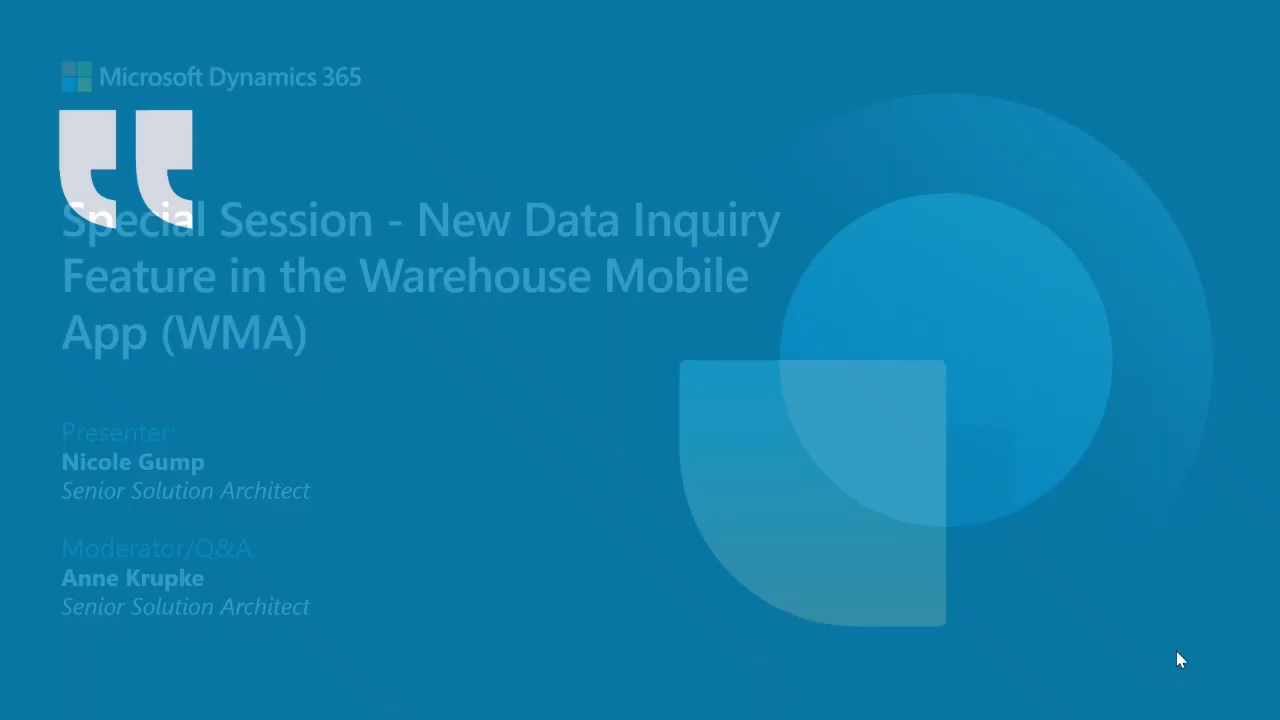 Microsoft Dynamics 365
Special Session - New Data Inquiry
Feature in the Warehouse Mobile
App (WMA)
Presenter:
Nicole Gump
Senior Solution Architect
Moderator/Q&A:
Anne Krupke
Senior Solution Architect